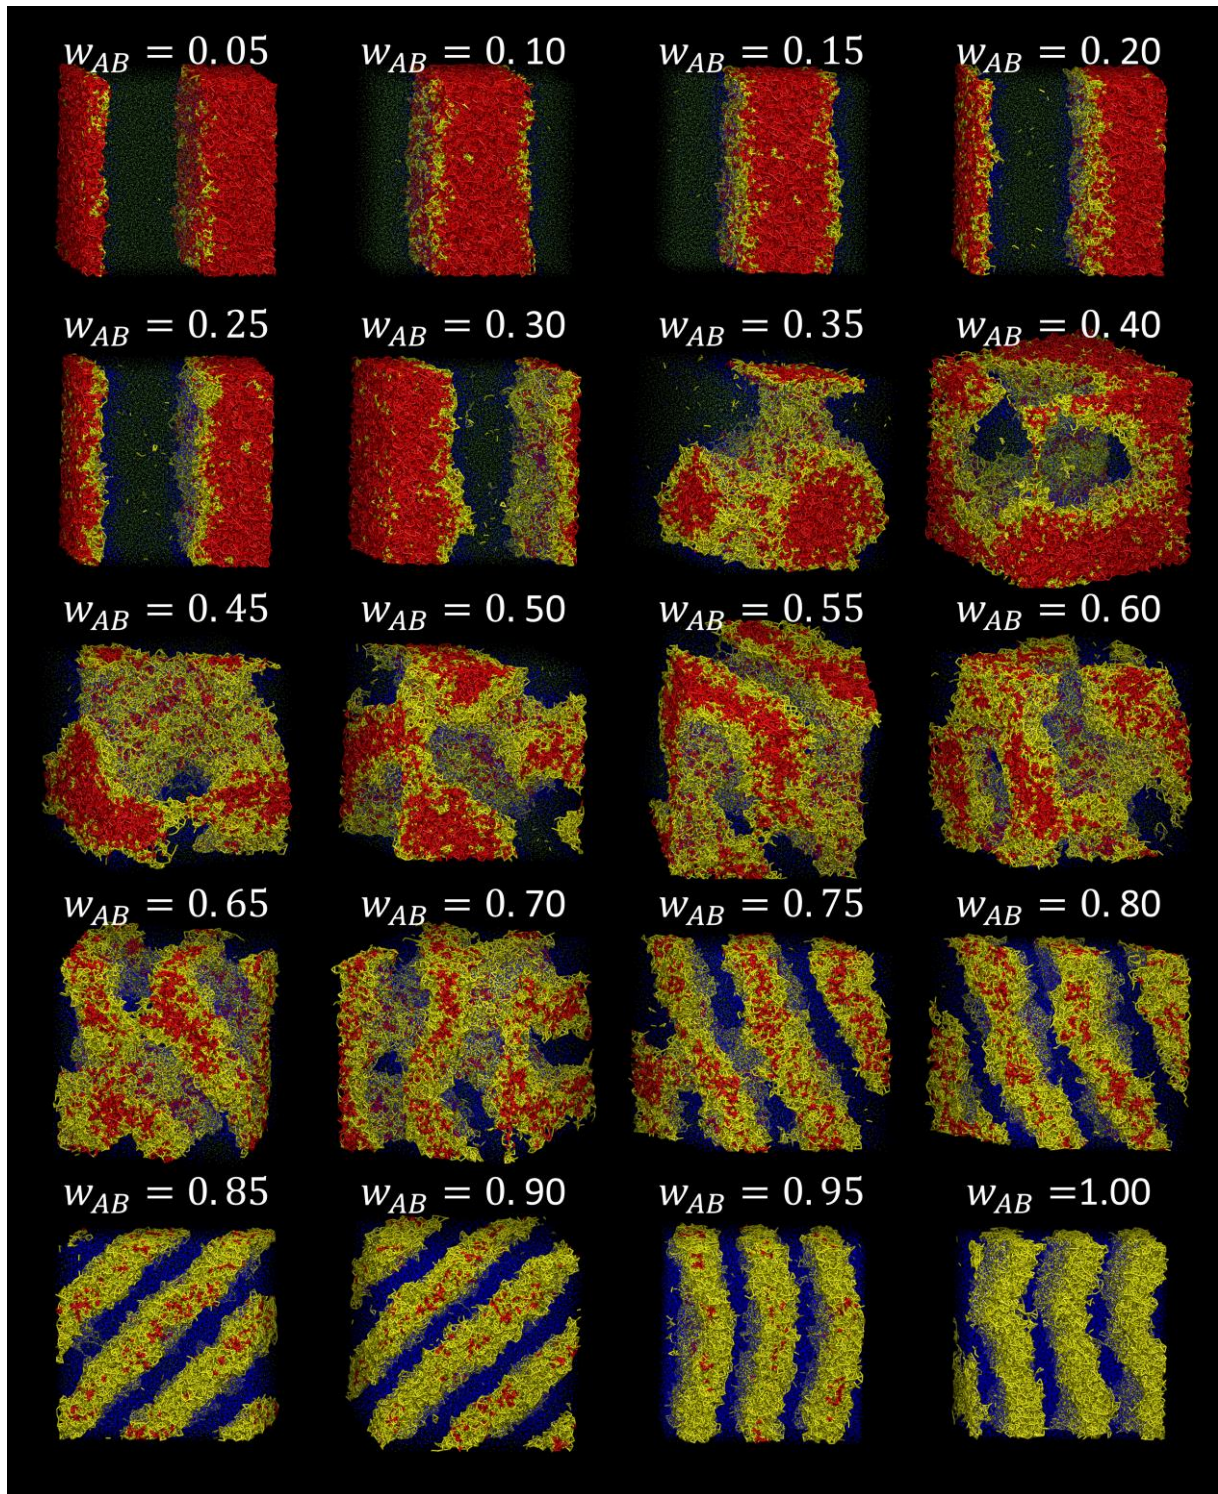 w_AB = 0.05 w_AB = 0.10 w_AB = 0.15 w_AB = 0.20
w_AB = 0.25 w_AB = 0.30 w_AB = 0.35 w_AB = 0.40
w_AB = 0.45 w_AB = 0.50 w_AB = 0.55 w_AB = 0.60
w_AB = 0.65 w_AB = 0.70 w_AB = 0.75 w_AB = 0.80
w_AB = 0.85 w_AB = 0.90 w_AB = 0.95 w_AB =1.00